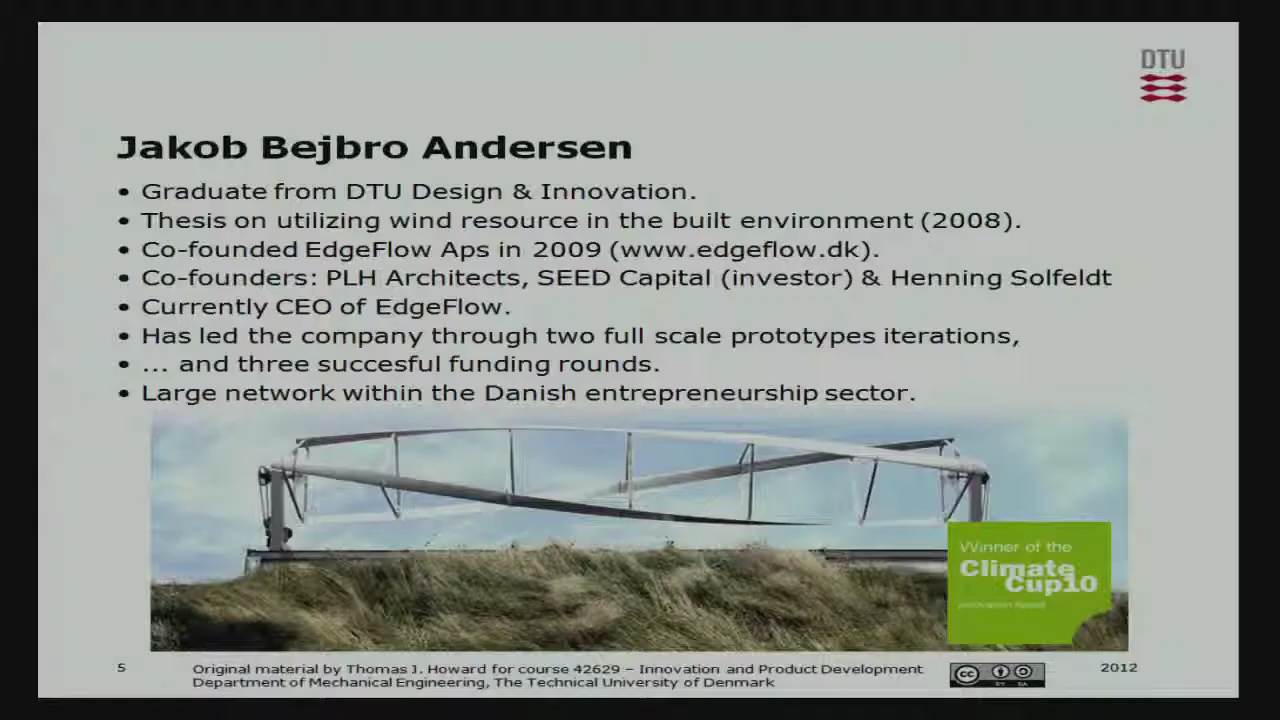 DTU
Jakob Bejbro Andersen
• Graduate from DTU Design & Innovation.
• Thesis on utilizing wind resource in the built environment (2008).
• Co-founded EdgeFlow Aps in 2009 (www.edgeflow.dk).
• Co-founders: PLH Architects, SEED Capital (investor) & Henning Solfeldt
• Currently CEO of EdgeFlow.
• Has led the company through two full scale prototypes iterations,
• ... and three succesful funding rounds.
• Large network within the Danish entrepreneurship sector.
Winner of the
Climate
Cup10
5
Original material by Thomas J. Howard for course 42629 – Innovation and Product Development
Department of Mechanical Engineering, The Technical University of Denmark
cc
BY SA
2012